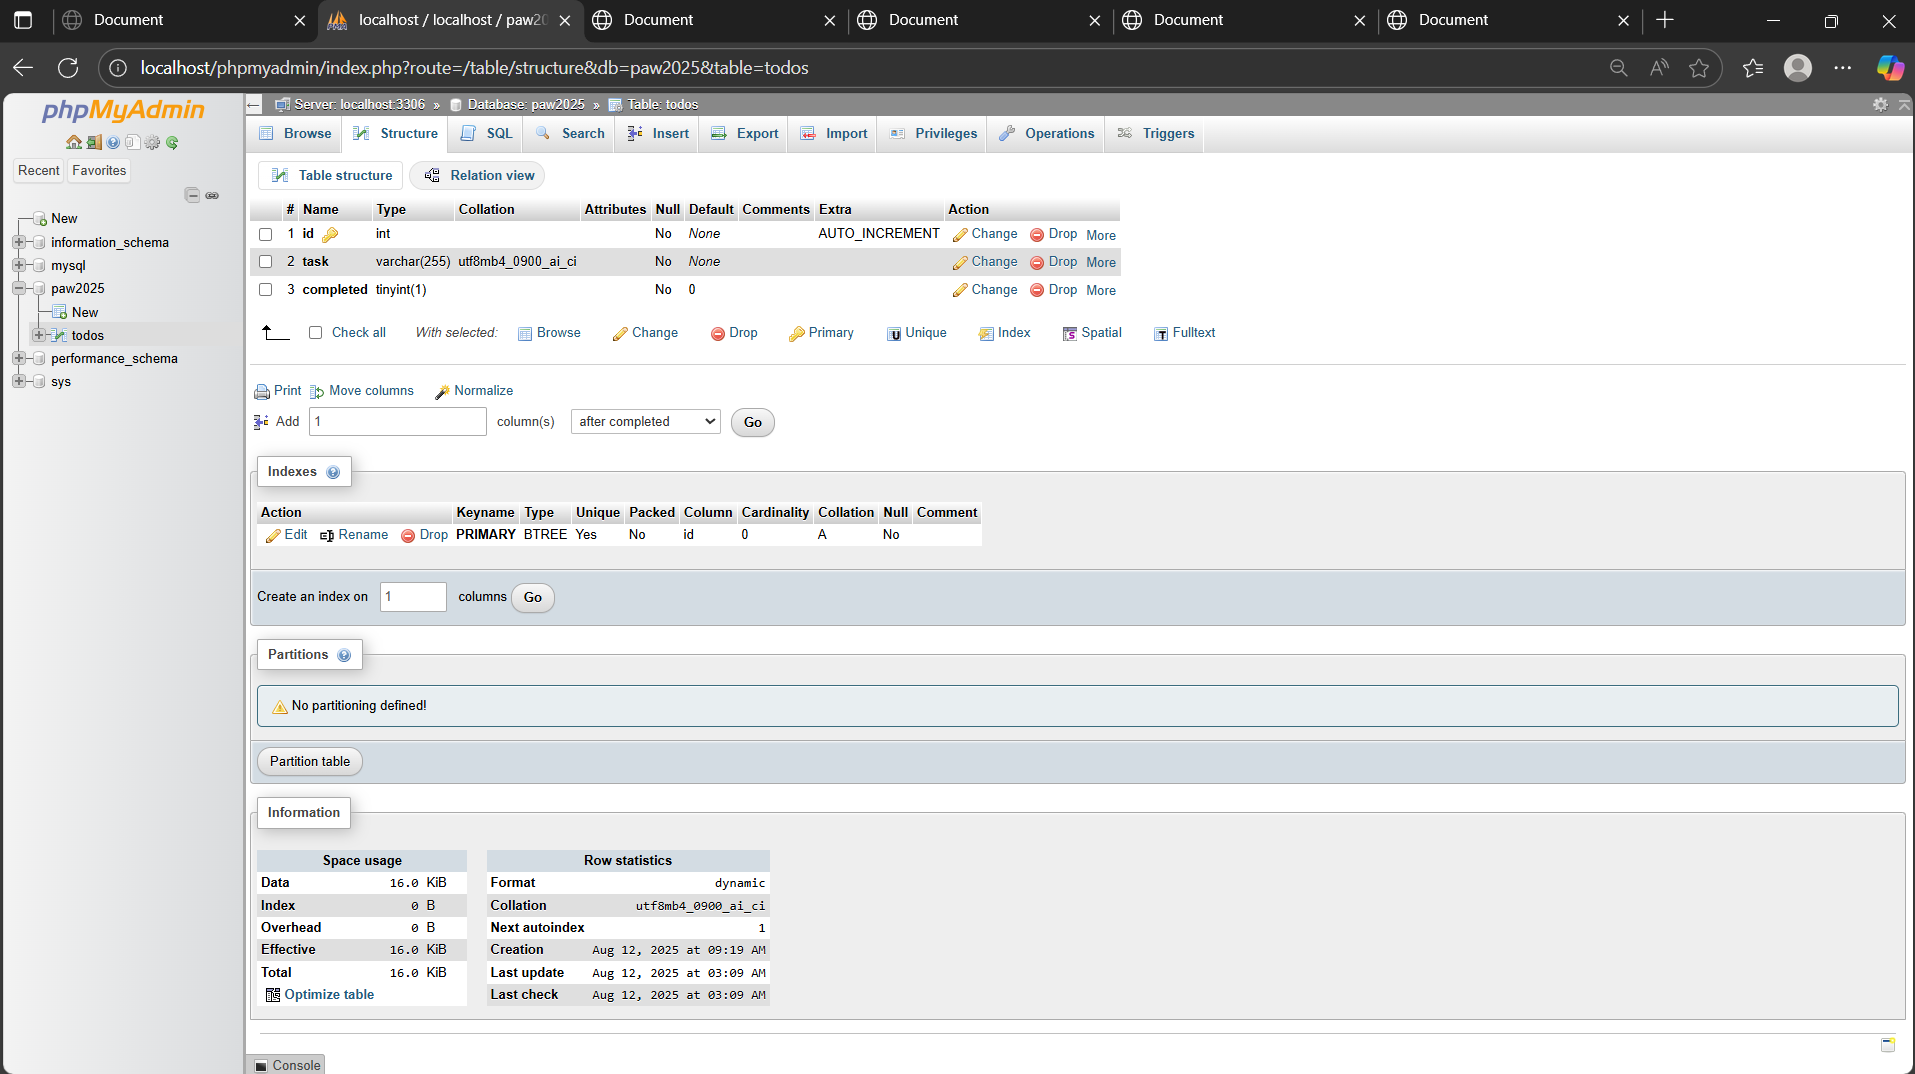 Document
localhost / localhost / paw20
Document
Document
Document
Document
localhost/phpmyadmin/index.php?route=/table/structure&db=paw2025&table=todos
phpMyAdmin
Recent
Favorites
New
information_schema
mysql
paw2025
New
todos
performance_schema
sys
Server: localhost:3306 » Database: paw2025 » Table: todos
Browse
Structure
SQL
Search
Insert
Export
Import
Privileges
Operations
Triggers
Table structure
Relation view
# Name Type Collation Attributes Null Default Comments Extra Action
1 id int No None AUTO_INCREMENT Change Drop More
2 task varchar(255) utf8mb4_0900_ai_ci No None Change Drop More
3 completed tinyint(1) No 0 Change Drop More
Check all With selected: Browse Change Drop Primary Unique Index Spatial Fulltext
Print Move columns Normalize
Add 1 column(s) after completed Go
Indexes
Action Keyname Type Unique Packed Column Cardinality Collation Null Comment
Edit Rename Drop PRIMARY BTREE Yes No id 0 A No
Create an index on 1 columns Go
Partitions
No partitioning defined!
Partition table
Information
Space usage
Data 16.0 KiB
Index 0 B
Overhead 0 B
Effective 16.0 KiB
Total 16.0 KiB
Optimize table
Row statistics
Format dynamic
Collation utf8mb4_0900_ai_ci
Next autoindex 1
Creation Aug 12, 2025 at 09:19 AM
Last update Aug 12, 2025 at 03:09 AM
Last check Aug 12, 2025 at 03:09 AM
Console